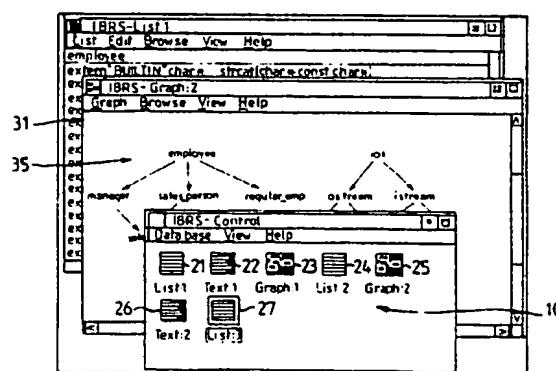 IBRS-List 1
List Edit Browse View Help
employee
extern "BUILTIN" char* strcat(char* const char*)
IBRS-Graph:2
Graph Browse View Help
31
35
employee
ios
manager sales_person regular_emp ostream istream
IBRS-Control
Database View Help
21 22 23 24 25
List:1 Text:1 Graph:1 List:2 Graph:2
26 27
Text:2
10